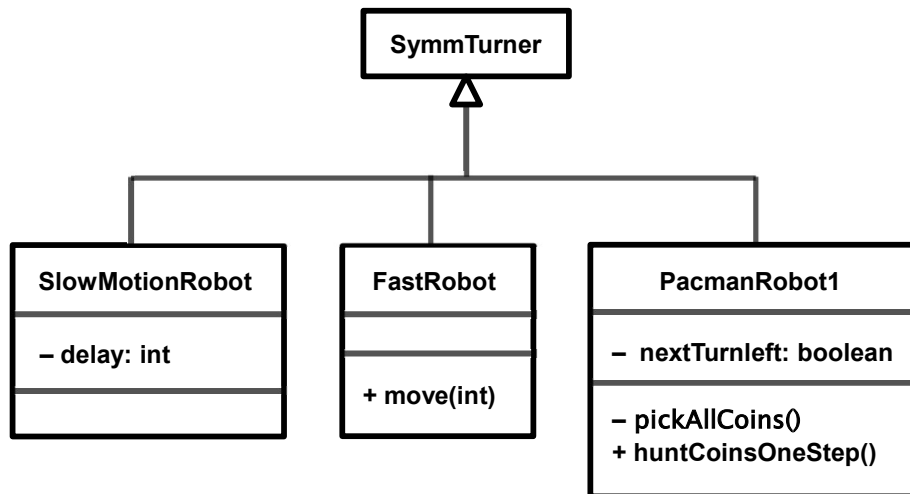 SymmTurner
SlowMotionRobot
– delay: int
FastRobot
+ move(int)
PacmanRobot1
– nextTurnleft: boolean
– pickAllCoins()
+ huntCoinsOneStep()